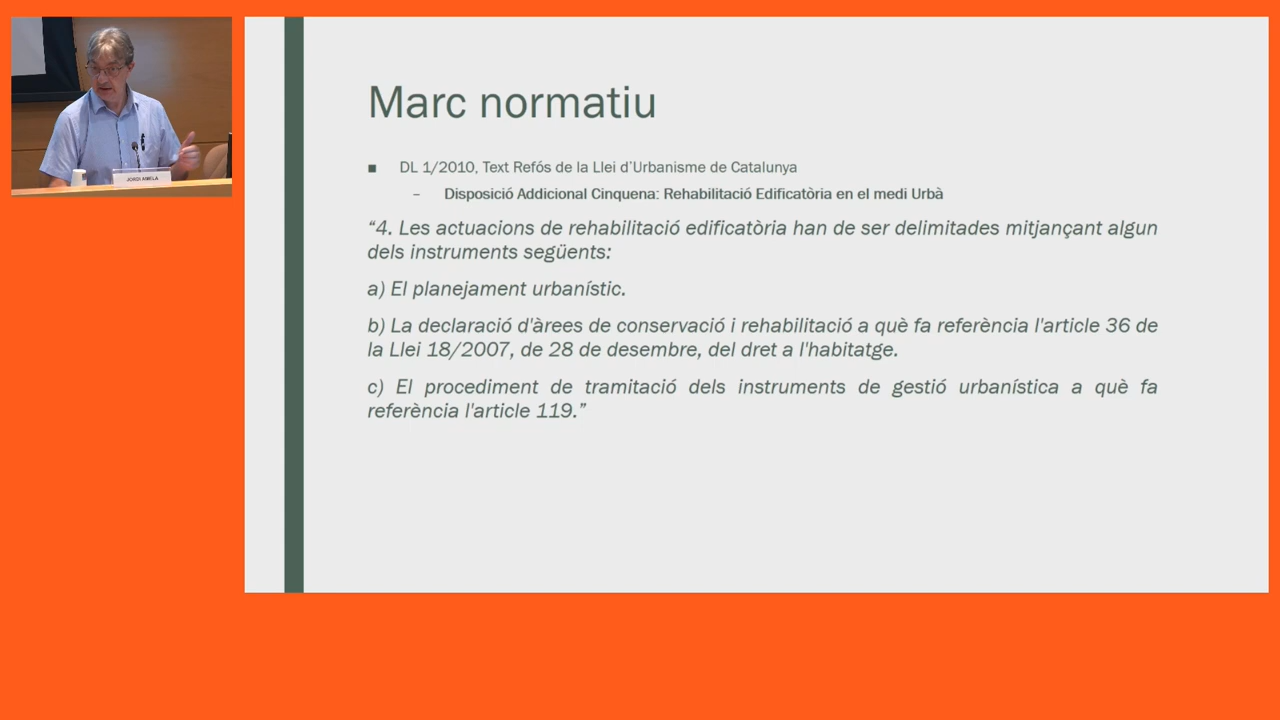 Marc normatiu
■ DL 1/2010, Text Refós de la Llei d'Urbanisme de Catalunya
– Disposició Addicional Cinquena: Rehabilitació Edificatòria en el medi Urbà
“4. Les actuacions de rehabilitació edificatòria han de ser delimitades mitjançant algun
dels instruments següents:
a) El planejament urbanístic.
b) La declaració d'àrees de conservació i rehabilitació a què fa referència l'article 36 de
la Llei 18/2007, de 28 de desembre, del dret a l'habitatge.
c) El procediment de tramitació dels instruments de gestió urbanística a què fa
referència l'article 119.”
JORDI